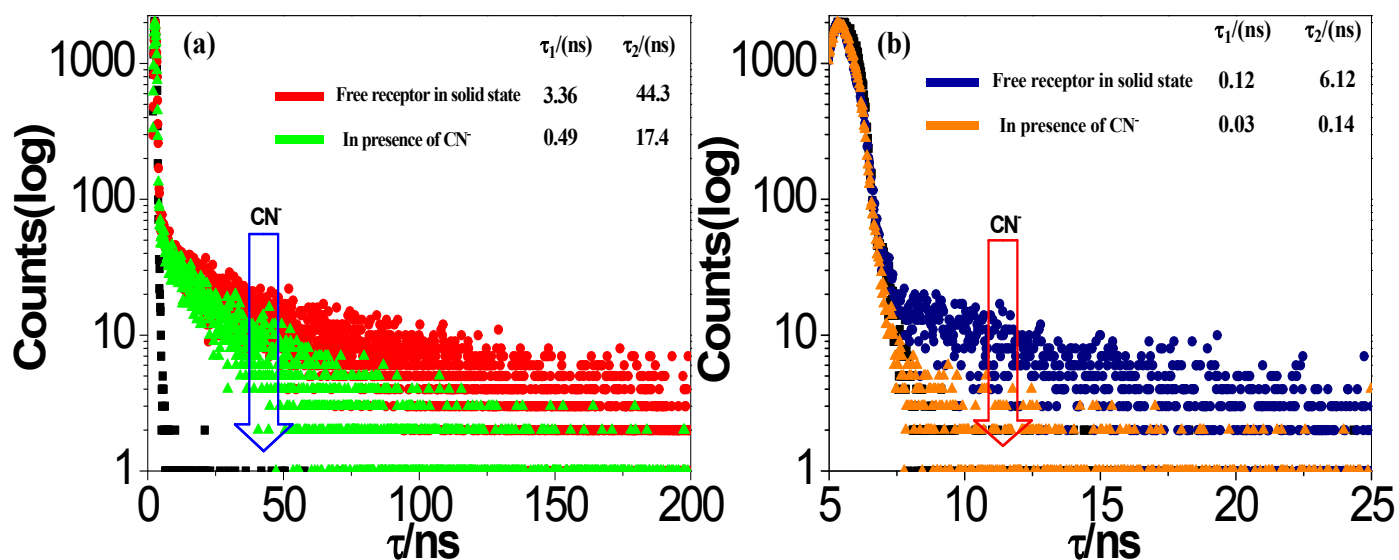 (a) τ1/(ns) τ2/(ns)
Free receptor in solid state 3.36 44.3
In presence of CN- 0.49 17.4
CN-
Counts(log)
1000
100
10
1
0 50 100 150 200
τ/ns
(b) τ1/(ns) τ2/(ns)
Free receptor in solid state 0.12 6.12
In presence of CN- 0.03 0.14
CN-
Counts(log)
1000
100
10
1
5 10 15 20 25
τ/ns